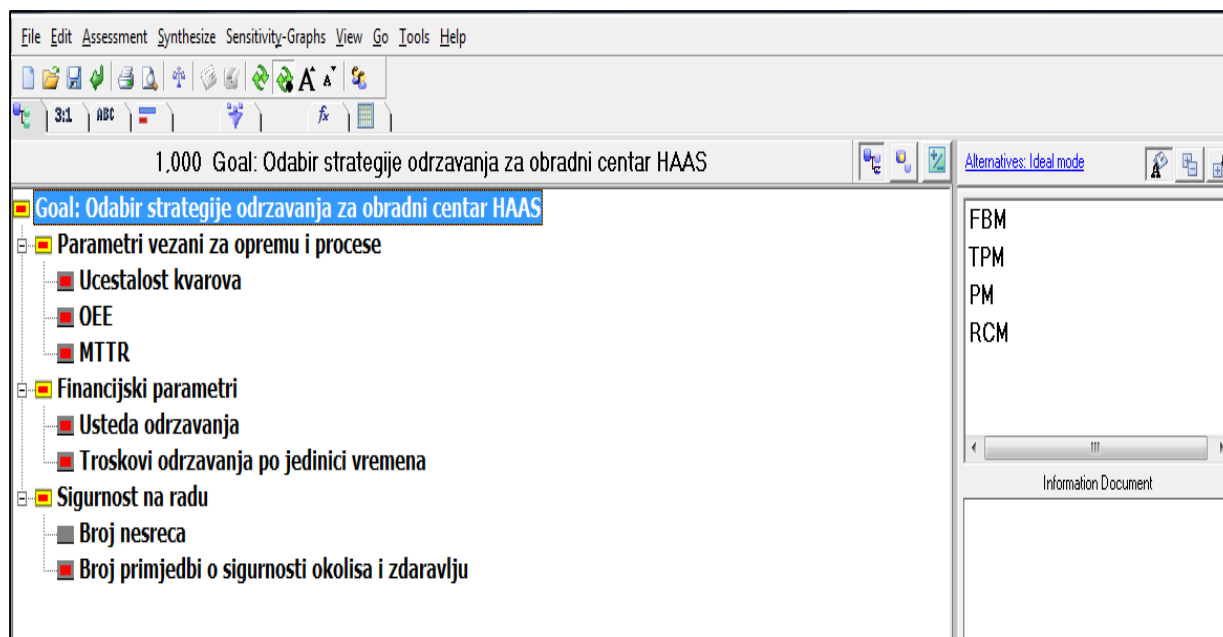 File Edit Assessment Synthesize Sensitivity-Graphs View Go Tools Help
A A
3:1 ABC fx
1,000 Goal: Odabir strategije odrzavanja za obradni centar HAAS
Alternatives: Ideal mode
A
Goal: Odabir strategije odrzavanja za obradni centar HAAS
Parametri vezani za opremu i procese
Ucestalost kvarova
OEE
MTTR
Financijski parametri
Usteda odrzavanja
Troskovi odrzavanja po jedinici vremena
Sigurnost na radu
Broj nesreca
Broj primjedbi o sigurnosti okolisa i zdaravlju
FBM
TPM
PM
RCM
Information Document